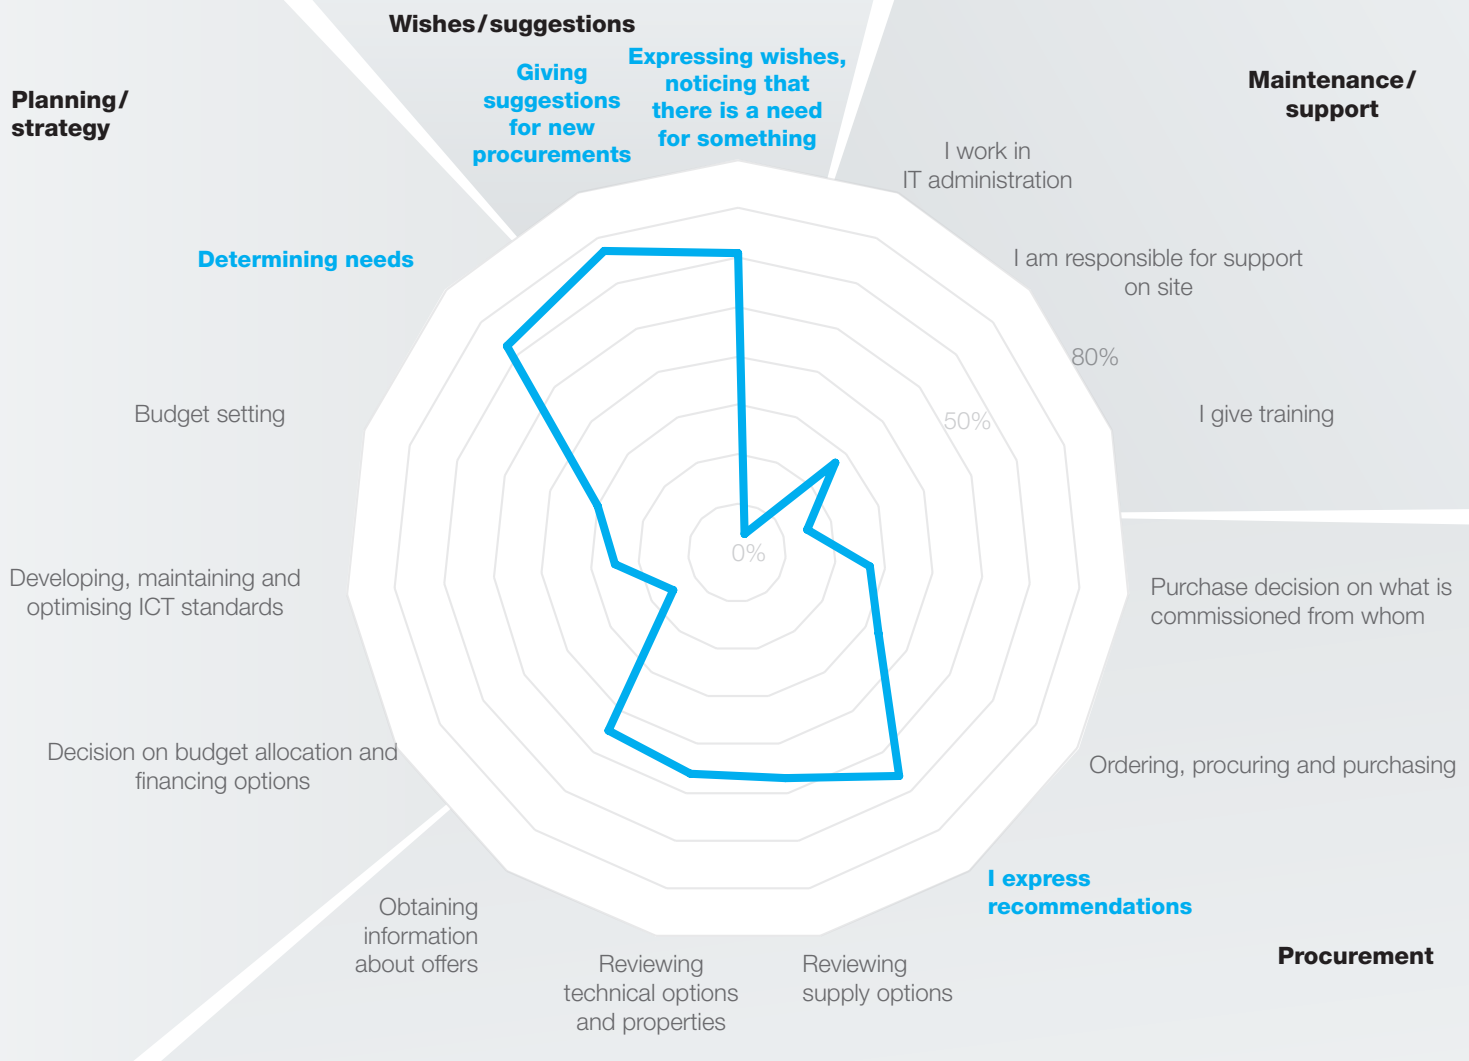 Wishes/suggestions
Giving
suggestions
for new
procurements
Expressing wishes,
noticing that
there is a need
for something
Maintenance/
support
I work in
IT administration
I am responsible for support
on site
80%
50%
0%
I give training
Purchase decision on what is
commissioned from whom
Ordering, procuring and purchasing
I express
recommendations
Procurement
Reviewing
supply options
Reviewing
technical options
and properties
Obtaining
information
about offers
Decision on budget allocation and
financing options
Developing, maintaining and
optimising ICT standards
Budget setting
Determining needs
Planning/
strategy